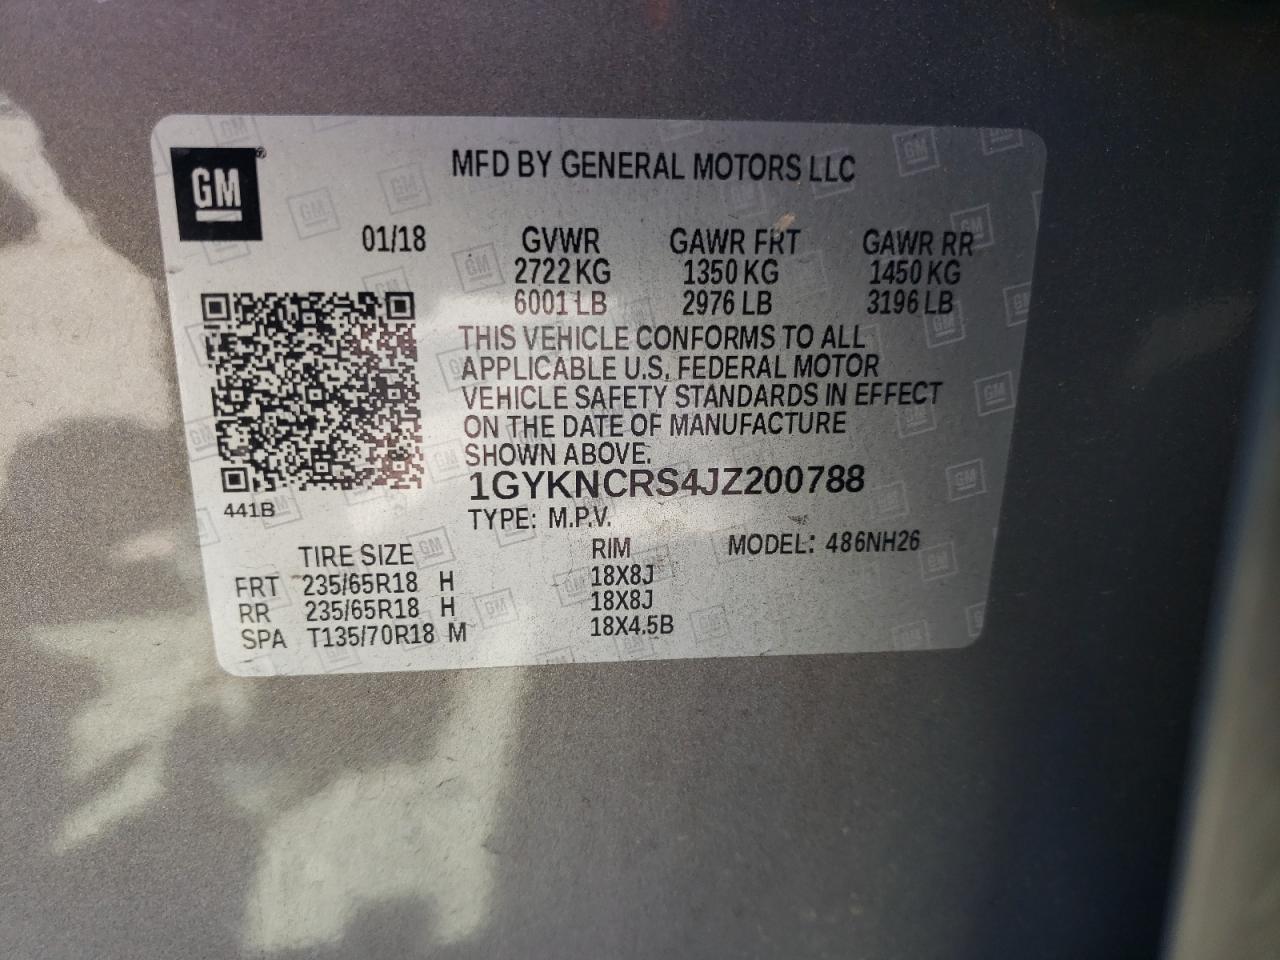 GM
MFD BY GENERAL MOTORS LLC
01/18 GVWR GAWR FRT GAWR RR
2722 KG 1350 KG 1450 KG
6001 LB 2976 LB 3196 LB
THIS VEHICLE CONFORMS TO ALL
APPLICABLE U.S. FEDERAL MOTOR
VEHICLE SAFETY STANDARDS IN EFFECT
ON THE DATE OF MANUFACTURE
SHOWN ABOVE.
1GYKNCRS4JZ200788
441B
TYPE: M.P.V.
TIRE SIZE RIM MODEL: 486NH26
FRT 235/65R18 H 18X8J
RR 235/65R18 H 18X8J
SPA T135/70R18 M 18X4.5B